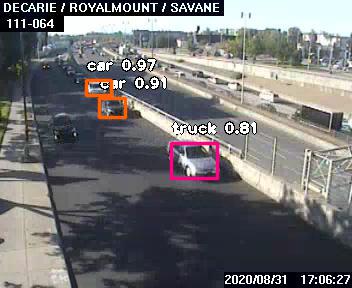 DECARIE / ROYALMOUNT / SAVANE
111-064
car 0.97
car 0.91
truck 0.81
2020/08/31 17:06:27